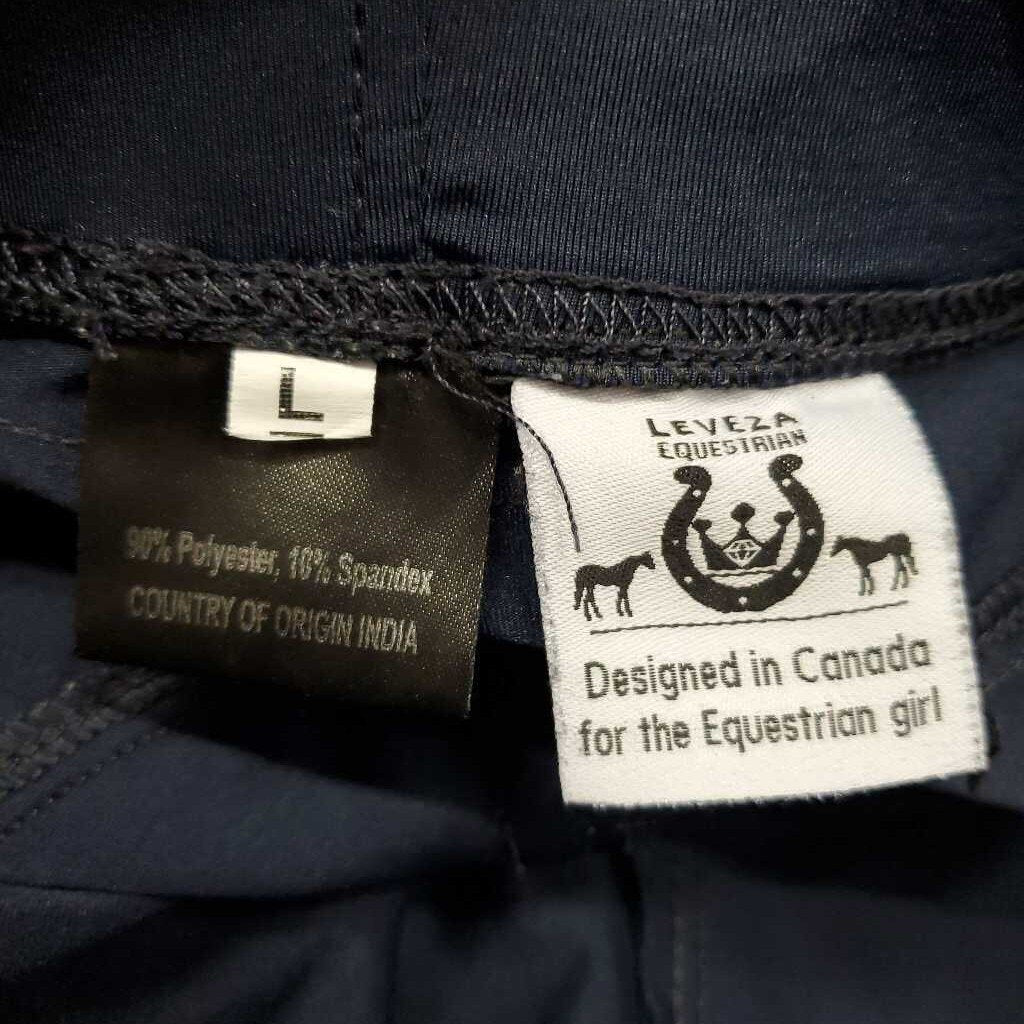 L
90% Polyester, 10% Spandex
COUNTRY OF ORIGIN INDIA
LEVEZA
EQUESTRIAN
Designed in Canada
for the Equestrian girl